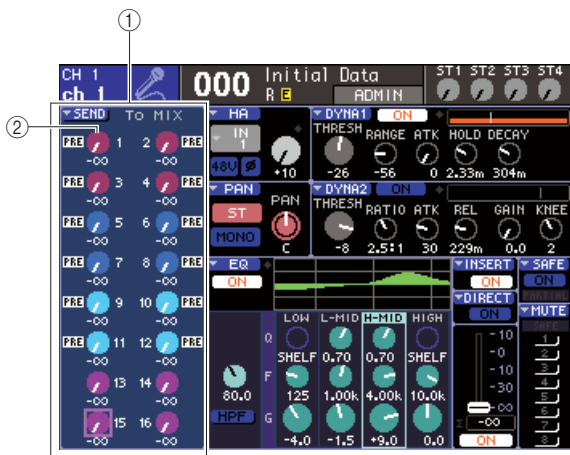 ①
②
CH 1
ch 1
000
Initial Data
R E
ADMIN
ST1 ST2 ST3 ST4
SEND To MIX
PRE 1 2 PRE
-∞ -∞
PRE 3 4 PRE
-∞ -∞
PRE 5 6 PRE
-∞ -∞
PRE 7 8 PRE
-∞ -∞
PRE 9 10 PRE
-∞ -∞
PRE 11 12 PRE
-∞ -∞
13 14
-∞ -∞
15 16
-∞ -∞
HA
IN
1
48V Ø
+10
DYNA1 ON
THRESH RANGE ATK HOLD DECAY
-26 -56 0 2.33m 304m
PAN
PAN
ST
MONO
C
DYNA2 ON
THRESH RATIO ATK REL GAIN KNEE
-8 2.5:1 30 229m 0.0 2
EQ
ON
LOW L-MID H-MID HIGH
Q
SHELF 0.70 0.70 SHELF
F
80.0
125 1.00k 4.00k 10.0k
HPF
G
-4.0 -1.5 +9.0 0.0
INSERT
ON
DIRECT
ON
-10
-0
-10
-30
-∞
Σ -∞
ON
SAFE
ON
PARTIAL
MUTE
SAFE
1
2
3
4
5
6
7
8